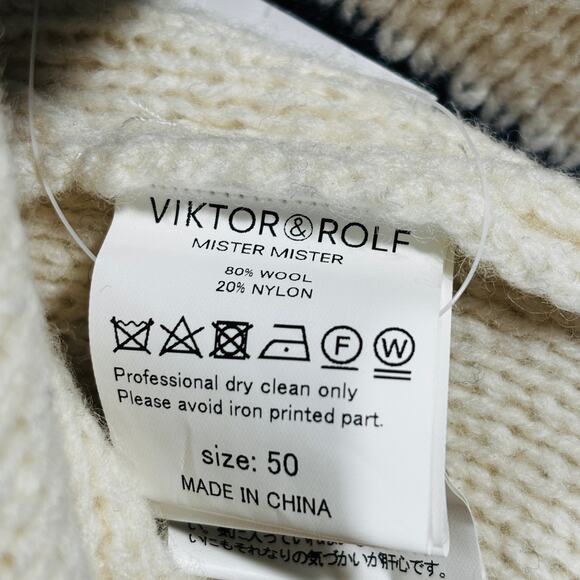 VIKTOR&ROLF
MISTER MISTER
80% WOOL
20% NYLON
F W
Professional dry clean only
Please avoid iron printed part.
size: 50
MADE IN CHINA
いにもそれなりの気づかいが肝心です。